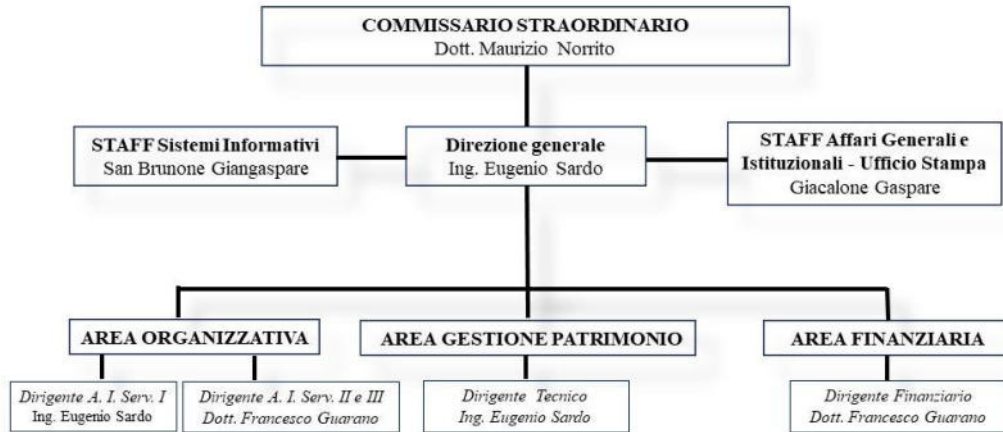 COMMISSARIO STRAORDINARIO
Dott. Maurizio Norrito
STAFF Sistemi Informativi
San Brunone Giangaspare
Direzione generale
Ing. Eugenio Sardo
STAFF Affari Generali e
Istituzionali - Ufficio Stampa
Giacalone Gaspare
AREA ORGANIZZATIVA
AREA GESTIONE PATRIMONIO
AREA FINANZIARIA
Dirigente A. I. Serv. I
Ing. Eugenio Sardo
Dirigente A. I. Serv. II e III
Dott. Francesco Guarano
Dirigente Tecnico
Ing. Eugenio Sardo
Dirigente Finanziario
Dott. Francesco Guarano